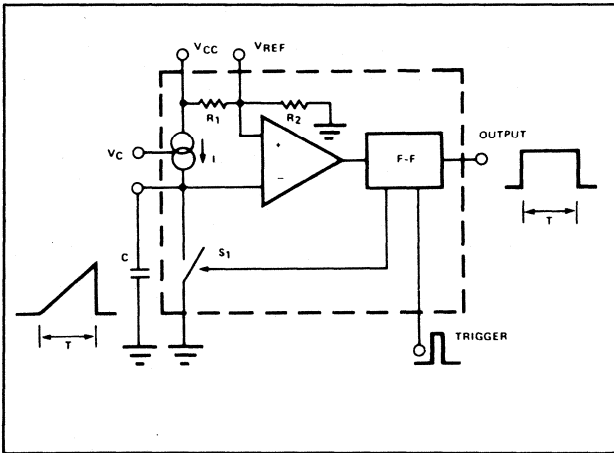 VCC VREF
R1 R2
VC I
+
−
F-F
OUTPUT
T
C
S1
T
TRIGGER